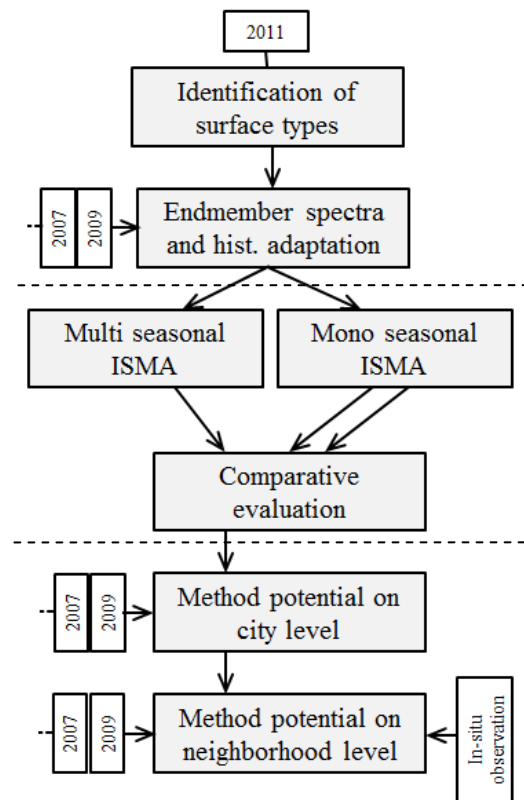 2011
Identification of
surface types
2007
2009
Endmember spectra
and hist. adaptation
Multi seasonal
ISMA
Mono seasonal
ISMA
Comparative
evaluation
2007
2009
Method potential on
city level
2007
2009
Method potential on
neighborhood level
In-situ
observation